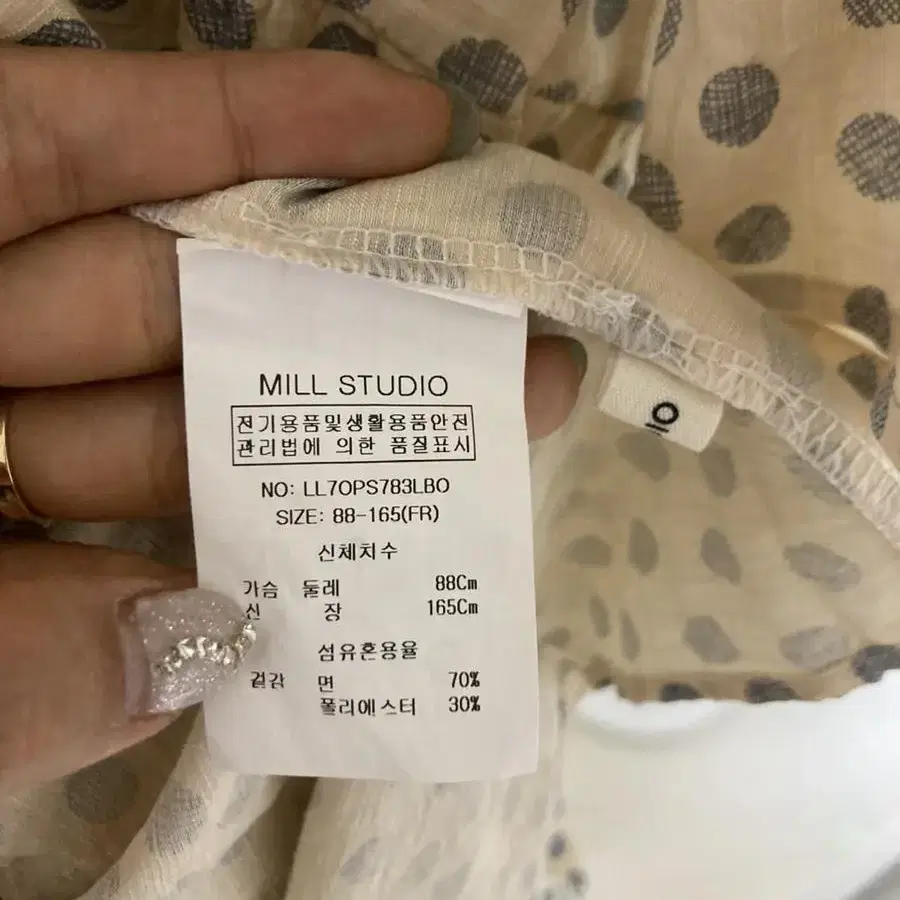 MILL STUDIO
전기용품및생활용품안전
관리법에 의한 품질표시
NO: LL7OPS783LBO
SIZE: 88-165(FR)
신체치수
가슴 둘레 88Cm
신 장 165Cm
섬유혼용율
겉감 면 70%
폴리에스터 30%